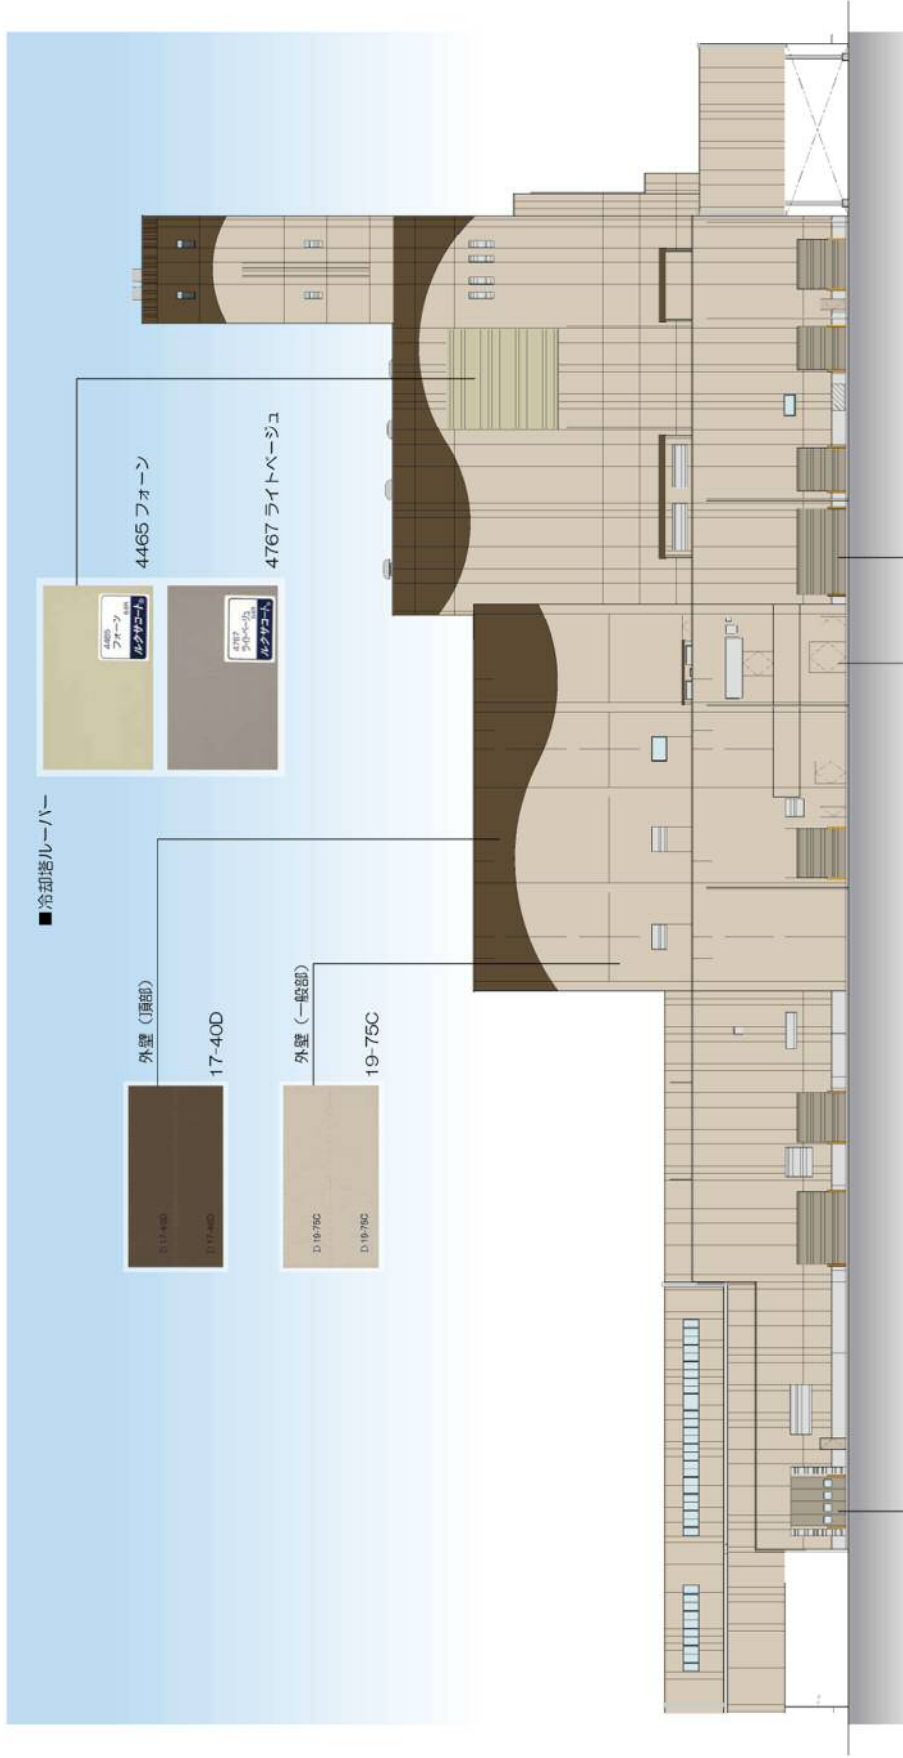 ■冷却塔ルーバー
4465
フォーン
ルクサコート®
4465 フォーン
4767
ライトベージュ
ルクサコート®
4767 ライトベージュ
外壁（頂部）
D 17-40D
D 17-40D
17-40D
外壁（一般部）
D 19-75C
D 19-75C
19-75C